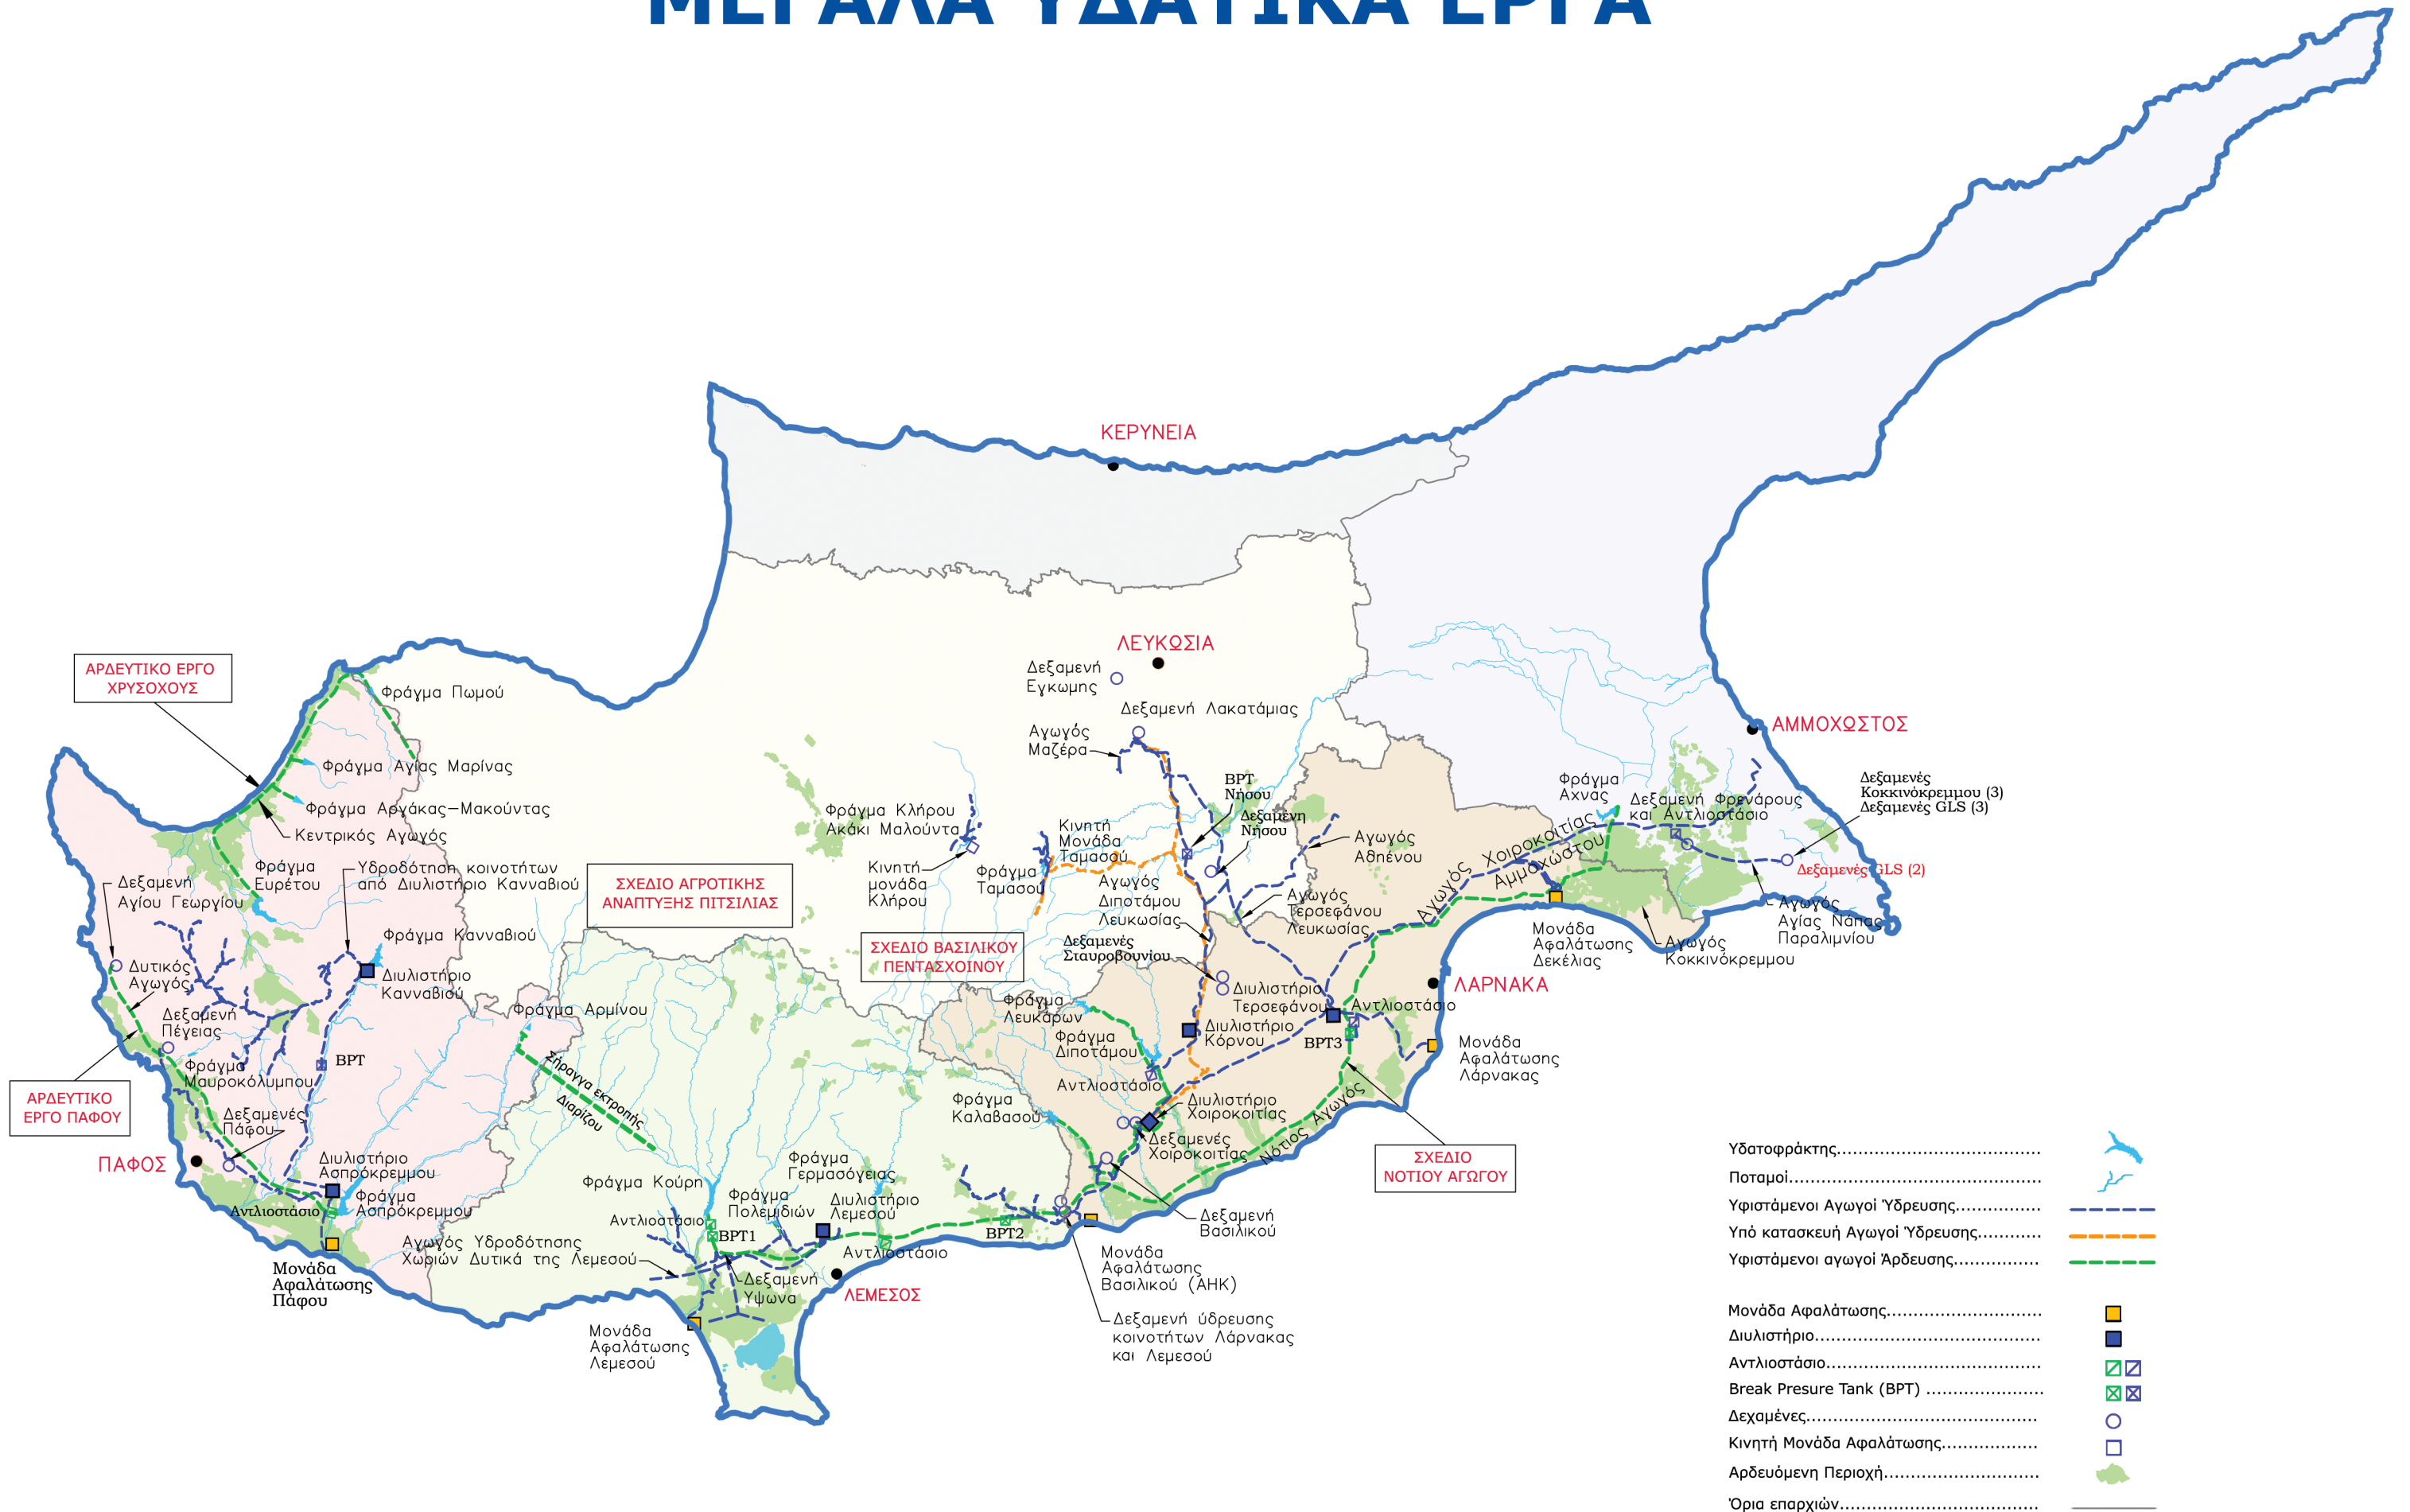 ΜΕΓΑΛΑ ΥΔΑΤΙΚΑ ΕΡΓΑ
ΚΕΡΥΝΕΙΑ
ΛΕΥΚΩΣΙΑ
Δεξαμενή
Εγκωμης
Δεξαμενή Λακατάμιας
Αγωγός
Μαζέρα
ΑΜΜΟΧΩΣΤΟΣ
ΑΡΔΕΥΤΙΚΟ ΕΡΓΟ
ΧΡΥΣΟΧΟΥΣ
Φράγμα Πωμού
Φράγμα Αγίας Μαρίνας
Φράγμα Αργάκας–Μακούντας
Κεντρικός Αγωγός
Φράγμα
Ευρέτου
Υδροδότηση κοινοτήτων
από Διυλιστήριο Κανναβιού
Δεξαμενή
Αγίου Γεωργίου
Φράγμα Κανναβιού
Διυλιστήριο
Κανναβιού
Δυτικός
Αγωγός
Δεξαμενή
Πέγειας
ΒΡΤ
Φράγμα
Μαυροκόλυμπου
ΑΡΔΕΥΤΙΚΟ
ΕΡΓΟ ΠΑΦΟΥ
Δεξαμενές
Πάφου
ΠΑΦΟΣ
Διυλιστήριο
Ασπρόκρεμμου
Φράγμα
Ασπρόκρεμμου
Αντλιοστάσιο
Μονάδα
Αφαλάτωσης
Πάφου
ΣΧΕΔΙΟ ΑΓΡΟΤΙΚΗΣ
ΑΝΑΠΤΥΞΗΣ ΠΙΤΣΙΛΙΑΣ
Φράγμα Αρμίνου
Σήραγγα εκτροπής
Διαρίζου
Φράγμα Κούρη
Αντλιοστάσιο
BPT1
Αγωγός Υδροδότησης
Χωριών Δυτικά της Λεμεσού
Φράγμα
Πολεμιδιών
Φράγμα
Γερμασόγειας
Διυλιστήριο
Λεμεσού
Αντλιοστάσιο
Δεξαμενή
Υψωνα
ΛΕΜΕΣΟΣ
Μονάδα
Αφαλάτωσης
Λεμεσού
BPT2
Φράγμα Κλήρου
Ακάκι Μαλούντα
Κινητή
μονάδα
Κλήρου
Κινητή
Μονάδα
Ταμασού
Φράγμα
Ταμασού
Αγωγός
Διποτάμου
Λευκωσίας
BPT
Νήσου
Δεξαμενη
Νήσου
Αγωγός
Αθηένου
Αγωγός
Τερσεφάνου
Λευκωσίας
ΣΧΕΔΙΟ ΒΑΣΙΛΙΚΟΥ
ΠΕΝΤΑΣΧΟΙΝΟΥ
Δεξαμενές
Σταυροβουνίου
Φράγμα
Λευκάρων
Φράγμα
Διποτάμου
Αντλιοστάσιο
Φράγμα
Καλαβασού
Διυλιστήριο
Κόρνου
Διυλιστήριο
Τερσεφάνου
Αντλιοστάσιο
BPT3
Διυλιστήριο
Χοιροκοιτίας
Δεξαμενές
Χοιροκοιτίας
Νότιος Αγωγός
ΣΧΕΔΙΟ
ΝΟΤΙΟΥ ΑΓΩΓΟΥ
Δεξαμενή
Βασιλικού
Μονάδα
Αφαλάτωσης
Βασιλικού (ΑΗΚ)
Δεξαμενή ύδρευσης
κοινοτήτων Λάρνακας
και Λεμεσού
ΛΑΡΝΑΚΑ
Μονάδα
Αφαλάτωσης
Λάρνακας
Αγωγός Χοιροκοιτίας
Αμμοχώστου
Φράγμα
Αχνας
Δεξαμενή Φρενάρους
και Αντλιοστάσιο
Δεξαμενές
Κοκκινόκρεμμου (3)
Δεξαμενές GLS (3)
Δεξαμενές GLS (2)
Αγωγός
Αγίας Νάπας
Παραλιμνίου
Αγωγός
Κοκκινόκρεμμου
Μονάδα
Αφαλάτωσης
Δεκέλιας
Υδατοφράκτης
Ποταμοί
Υφιστάμενοι Αγωγοί Ύδρευσης
Υπό κατασκευή Αγωγοί Ύδρευσης
Υφιστάμενοι αγωγοί Άρδευσης
Μονάδα Αφαλάτωσης
Διυλιστήριο
Αντλιοστάσιο
Break Presure Tank (BPT)
Δεχαμένες
Κινητή Μονάδα Αφαλάτωσης
Αρδευόμενη Περιοχή
Όρια επαρχιών